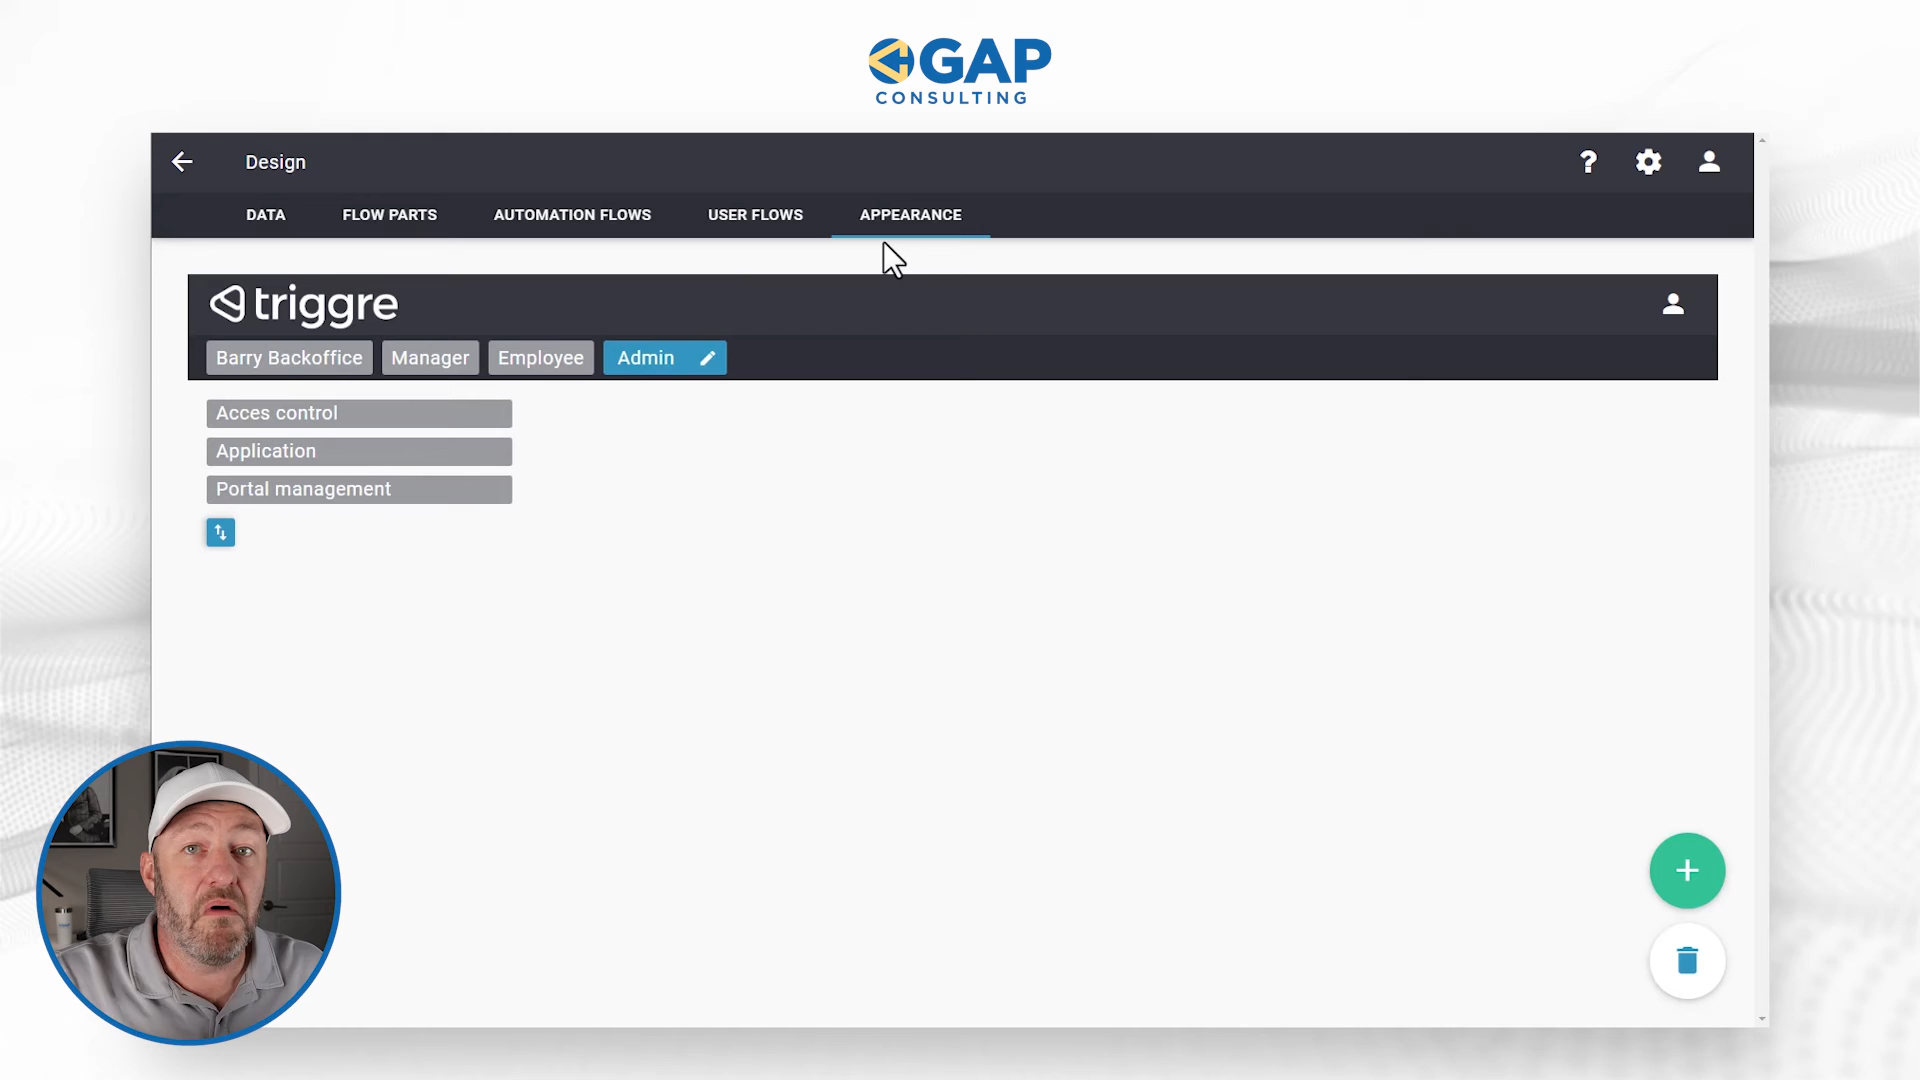 GAP
CONSULTING
Design
?
DATA FLOW PARTS AUTOMATION FLOWS USER FLOWS APPEARANCE
triggre
Barry Backoffice Manager Employee Admin
Acces control
Application
Portal management
+